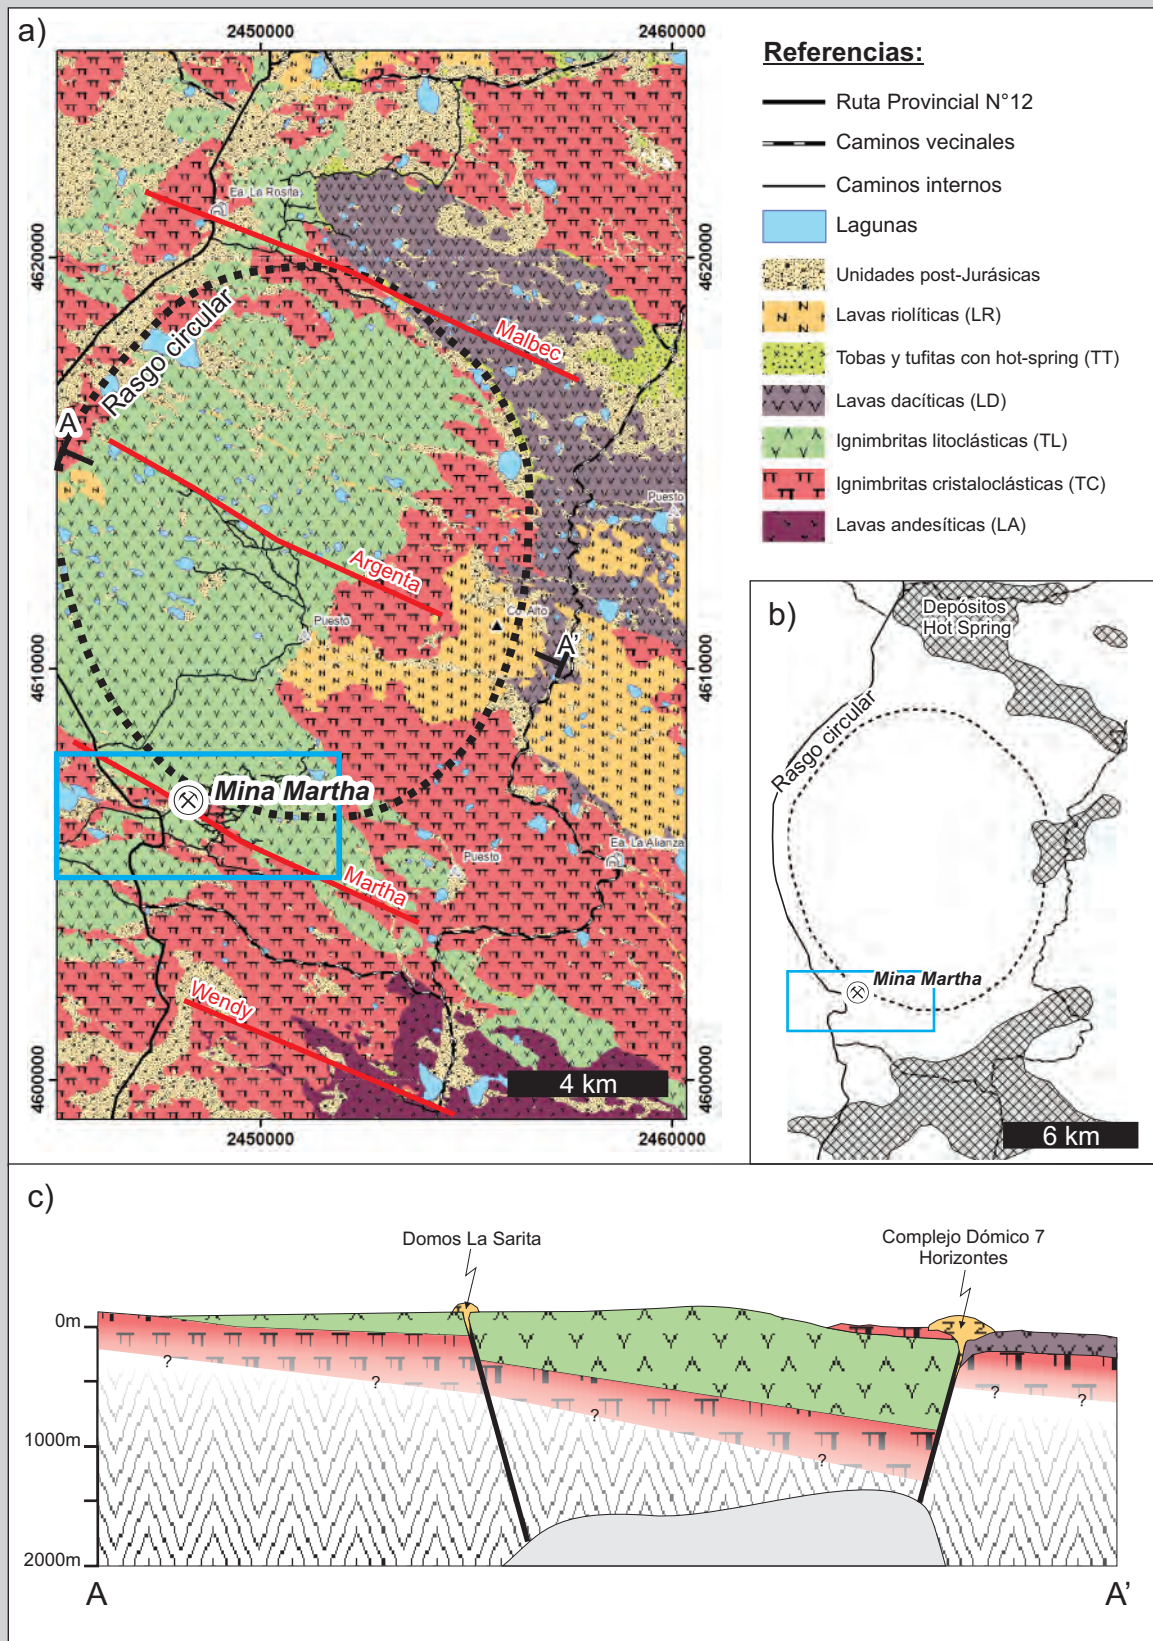 a)
2450000
2460000
4620000
4620000
4610000
4610000
4600000
4600000
2450000
2460000
Ea. La Rosita
Rasgo circular
Malbec
A
Puesto
Argenta
Puesto
Co. Alto
A'
Mina Martha
Ea. La Alianza
Puesto
Martha
Wendy
4 km
Referencias:
Ruta Provincial N°12
Caminos vecinales
Caminos internos
Lagunas
Unidades post-Jurásicas
Lavas riolíticas (LR)
Tobas y tufitas con hot-spring (TT)
Lavas dacíticas (LD)
Ignimbritas litoclásticas (TL)
Ignimbritas cristaloclásticas (TC)
Lavas andesíticas (LA)
b)
Depósitos
Hot Spring
Rasgo circular
Mina Martha
6 km
c)
Domos La Sarita
Complejo Dómico 7
Horizontes
0m
1000m
2000m
?
?
?
?
?
?
A
A'